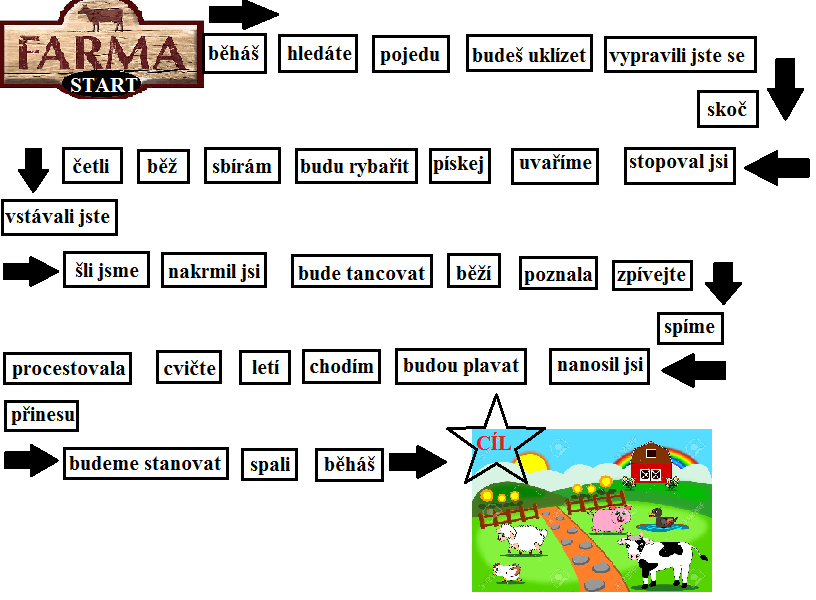 FARMA
START
běháš hledáte pojedu budeš uklízet vypravili jste se
skoč
stopoval jsi uvaříme pískej budu rybařit sbírám běž četli
vstávali jste
šli jsme nakrmil jsi bude tancovat běží poznala zpívejte
spíme
nanosil jsi budou plavat chodím letí cvičte procestovala
přinesu
budeme stanovat spali běháš
CÍL